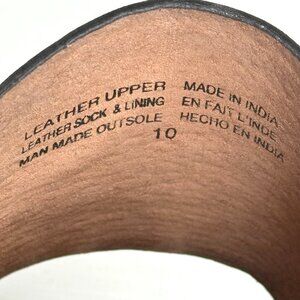 LEATHER UPPER
LEATHER SOCK & LINING
MAN MADE OUTSOLE
MADE IN INDIA
EN FAIT L'INDE
HECHO EN INDIA
10